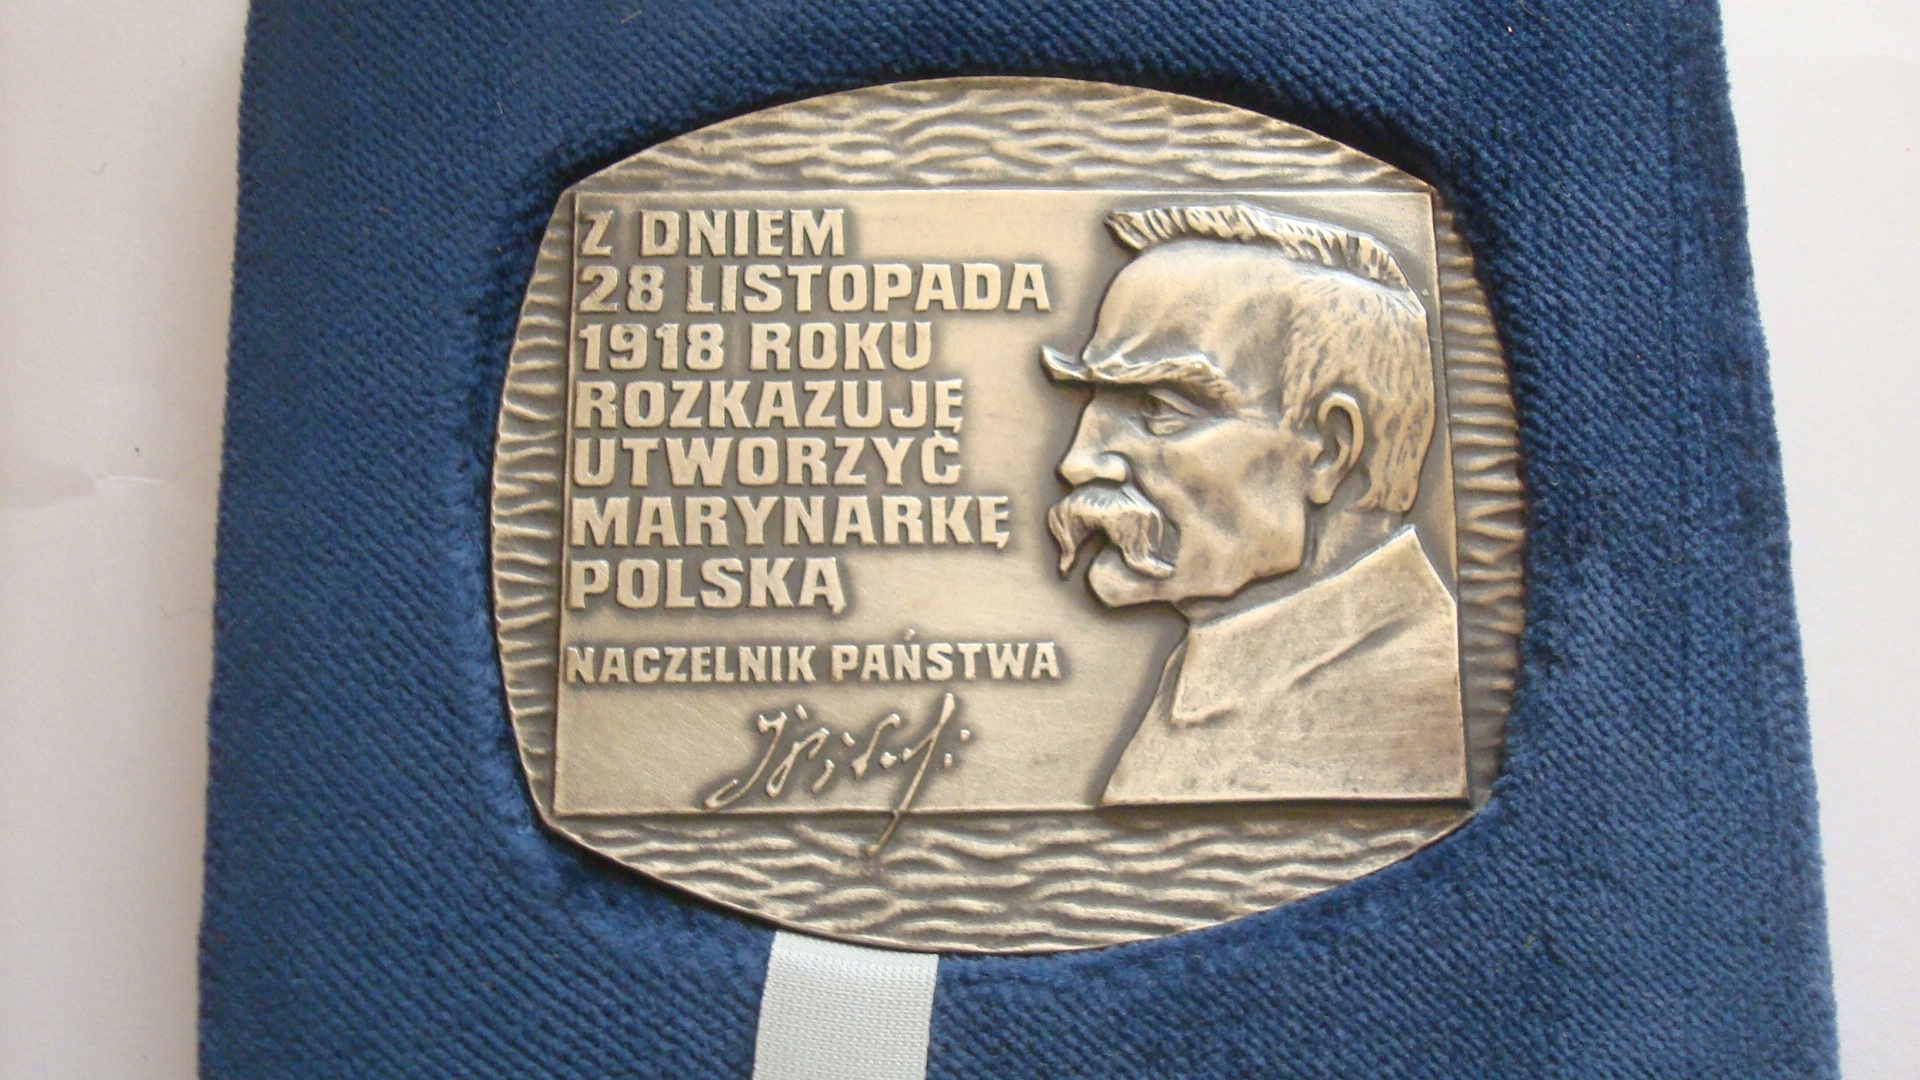 Z DNIEM
28 LISTOPADA
1918 ROKU
ROZKAZUJĘ
UTWORZYĆ
MARYNARKĘ
POLSKĄ
NACZELNIK PAŃSTWA